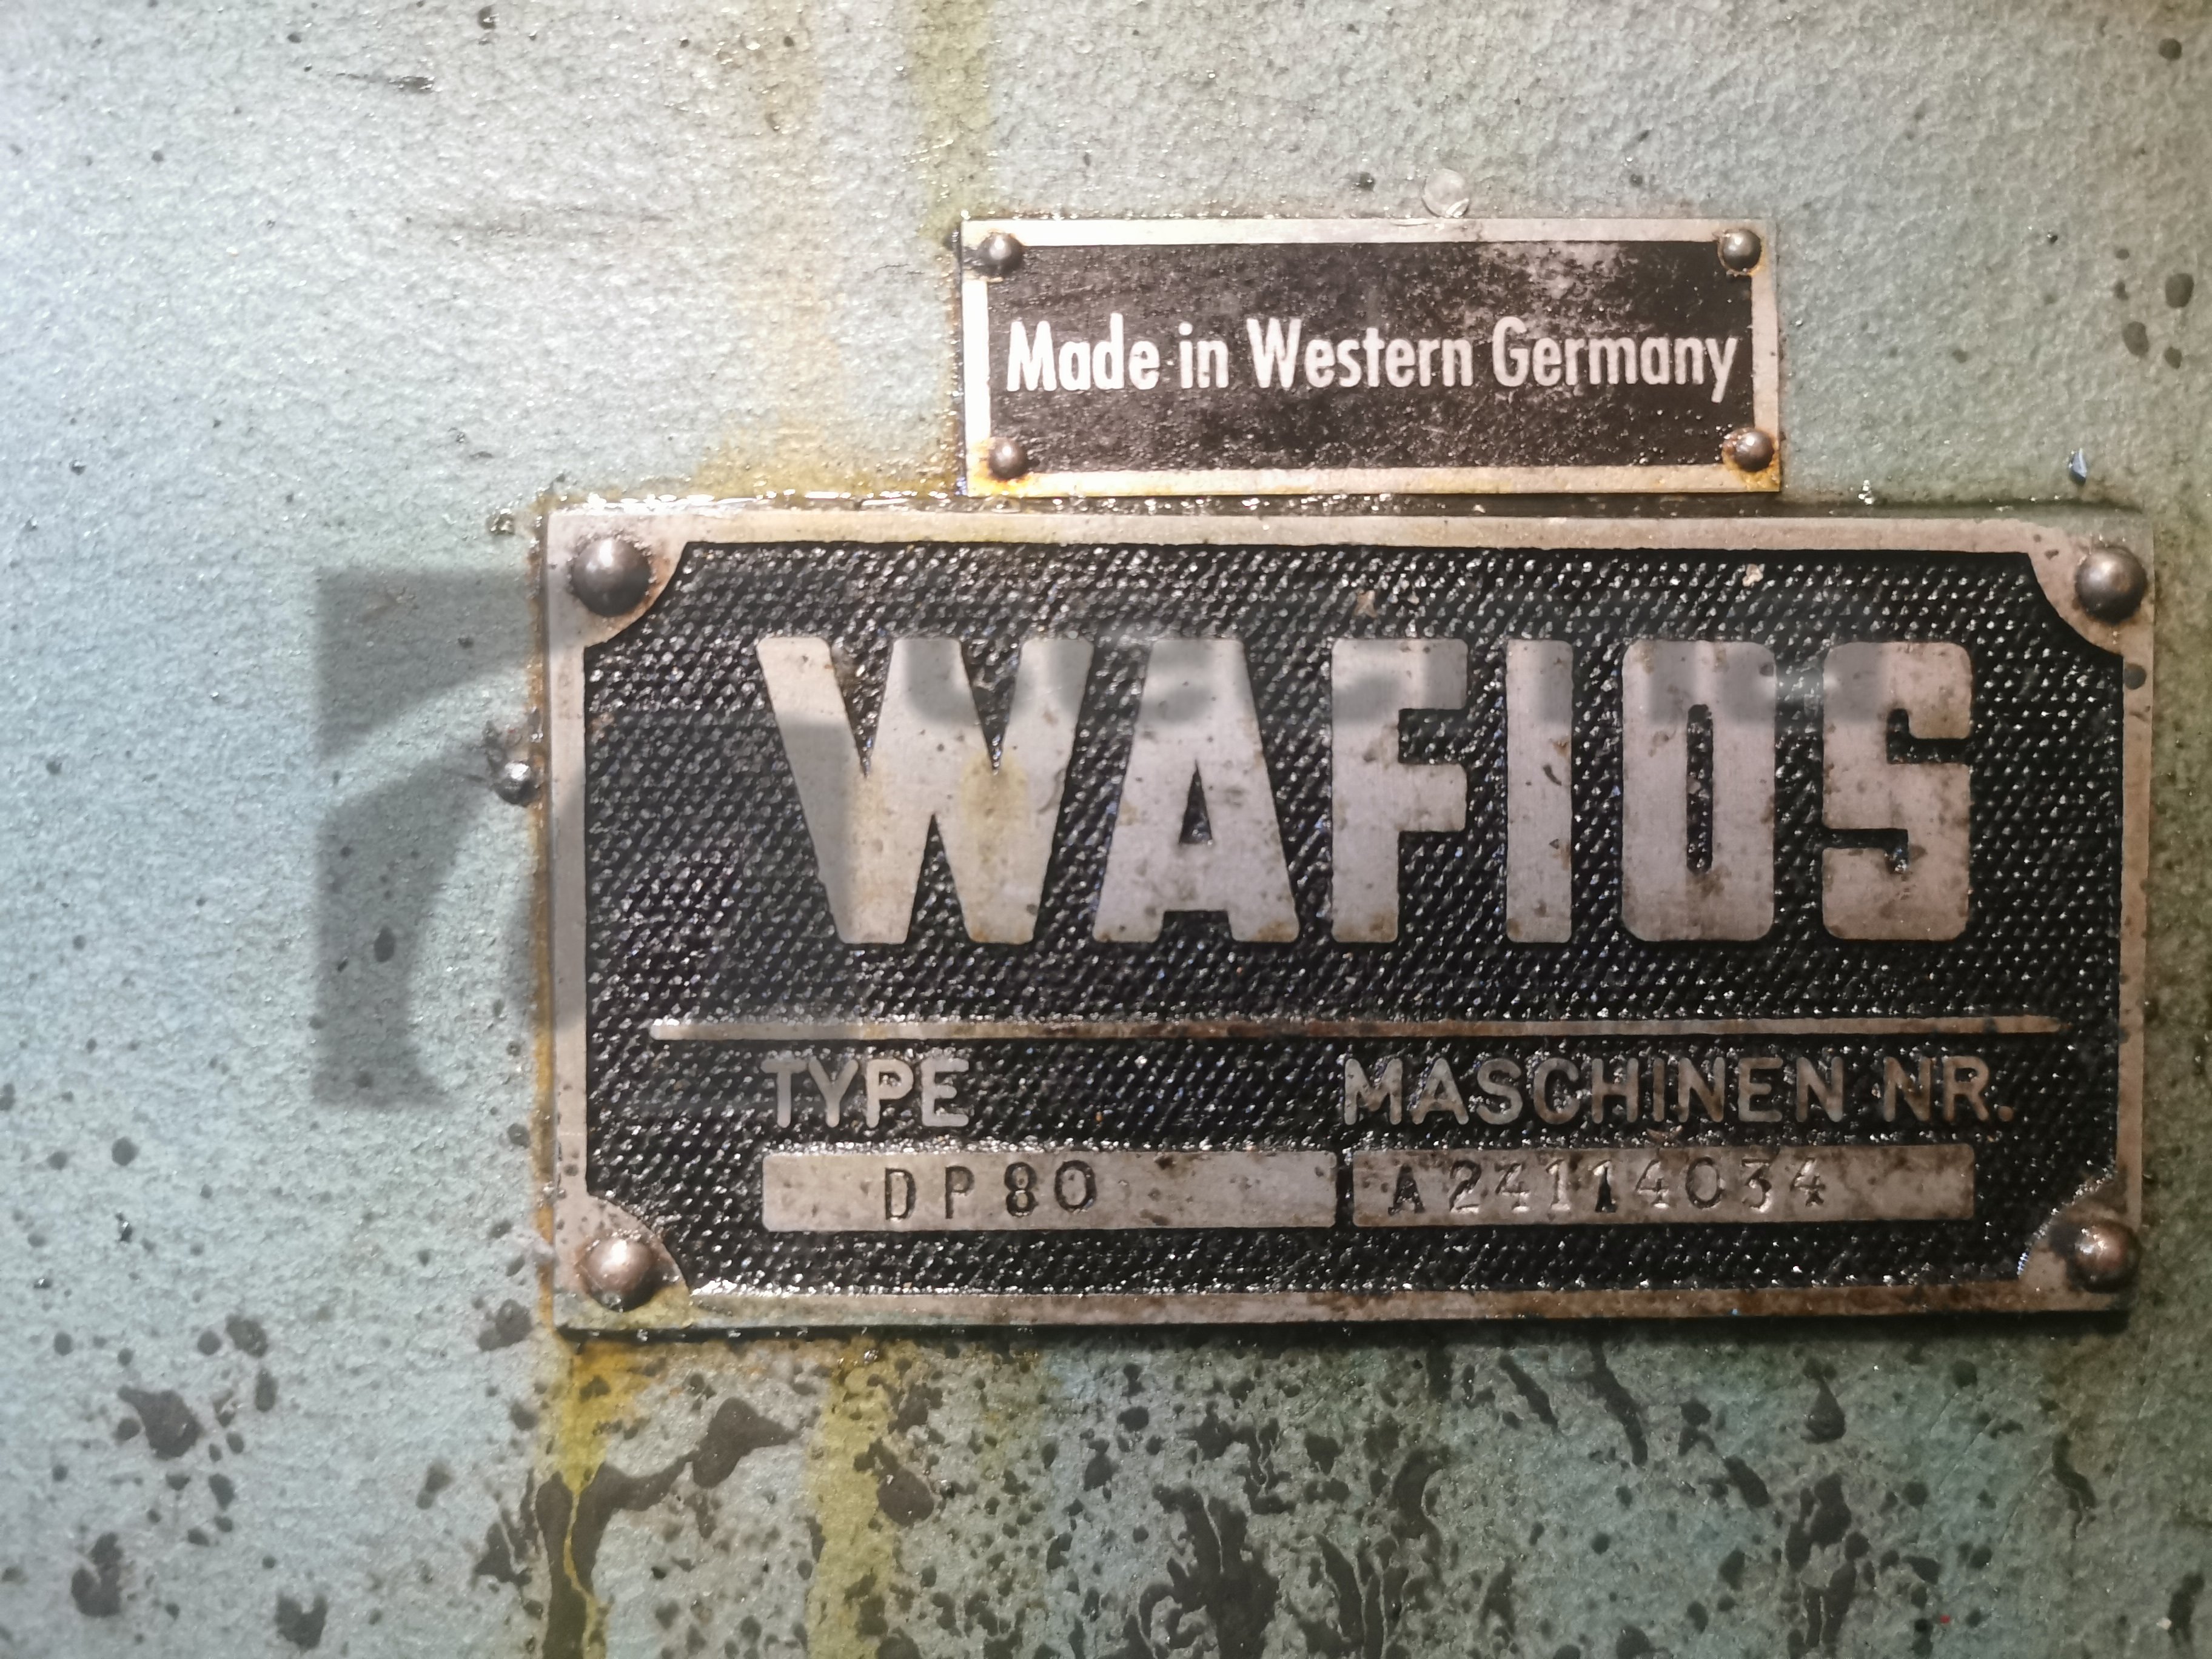 Made in Western Germany
WAFIOS
TYPE MASCHINEN NR.
DP80 A24114034